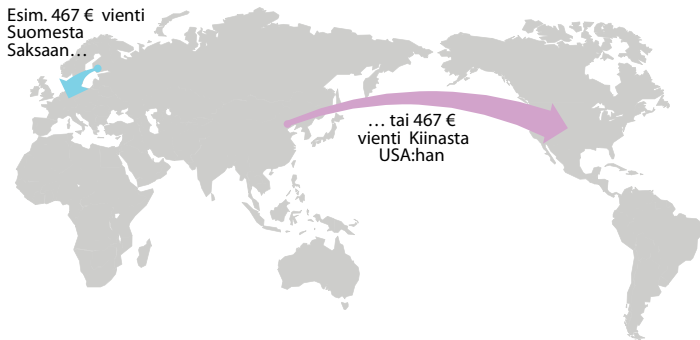 Esim. 467 € vienti
Suomesta
Saksaan…
… tai 467 €
vienti Kiinasta
USA:han